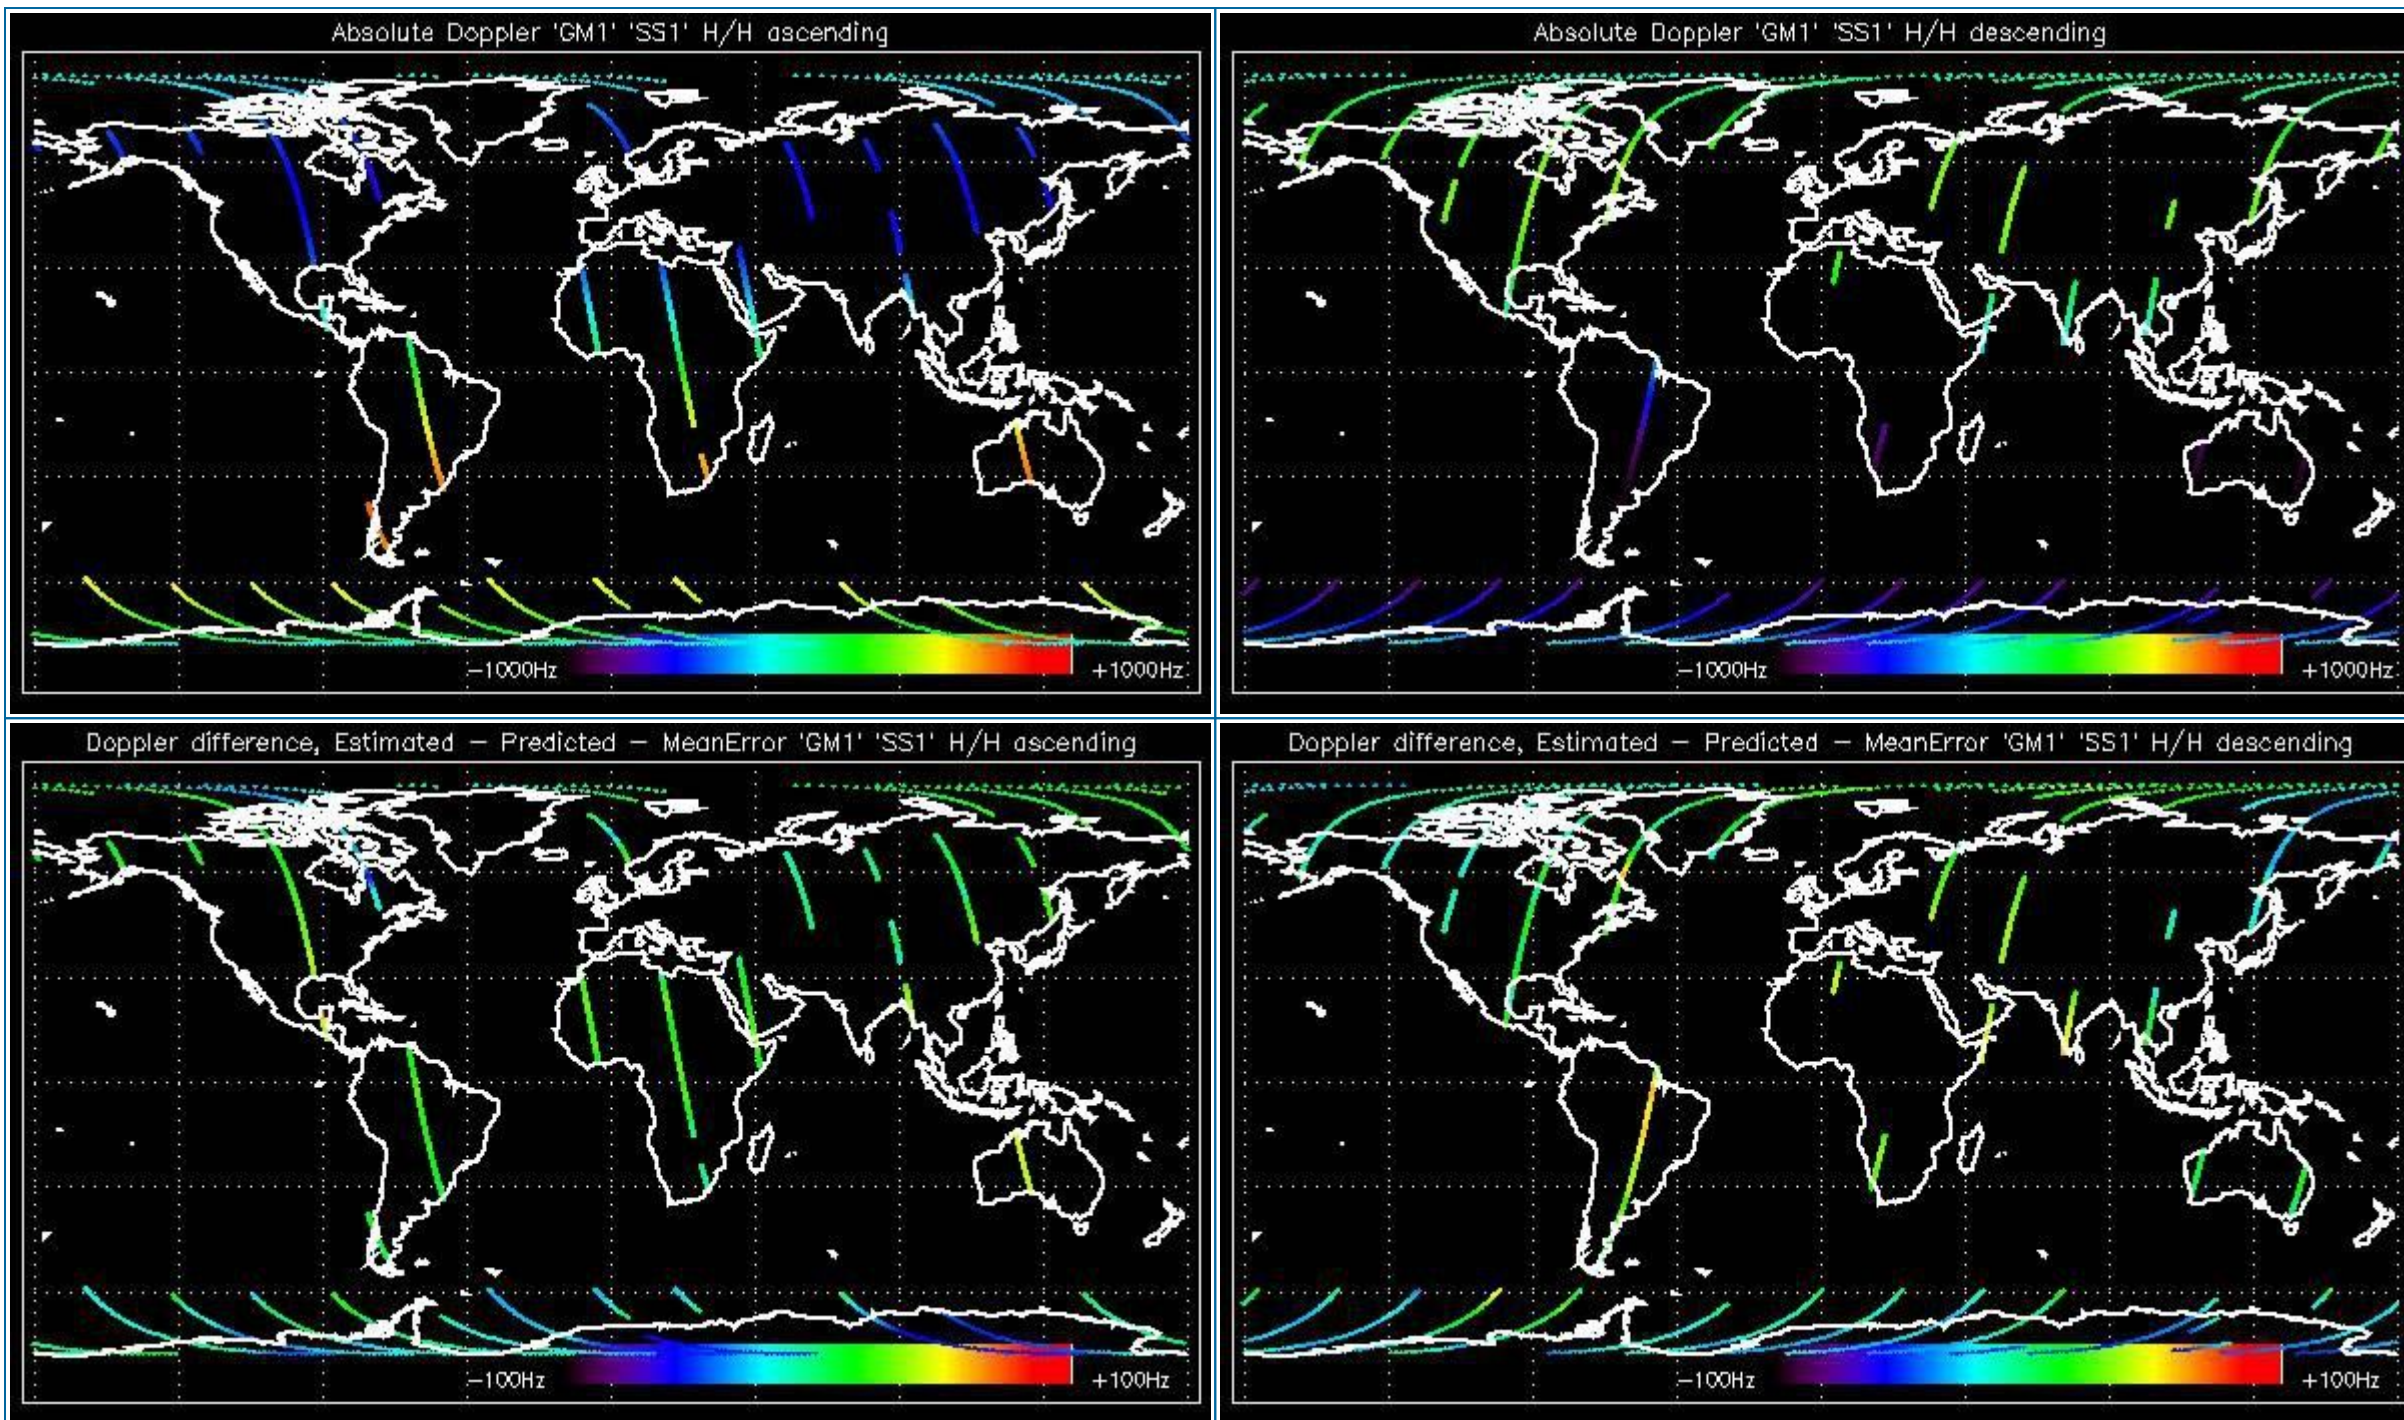 Absolute Doppler 'GM1' 'SS1' H/H ascending
-1000Hz
+1000Hz
Absolute Doppler 'GM1' 'SS1' H/H descending
-1000Hz
+1000Hz
Doppler difference, Estimated - Predicted - MeanError 'GM1' 'SS1' H/H ascending
-100Hz
+100Hz
Doppler difference, Estimated - Predicted - MeanError 'GM1' 'SS1' H/H descending
-100Hz
+100Hz